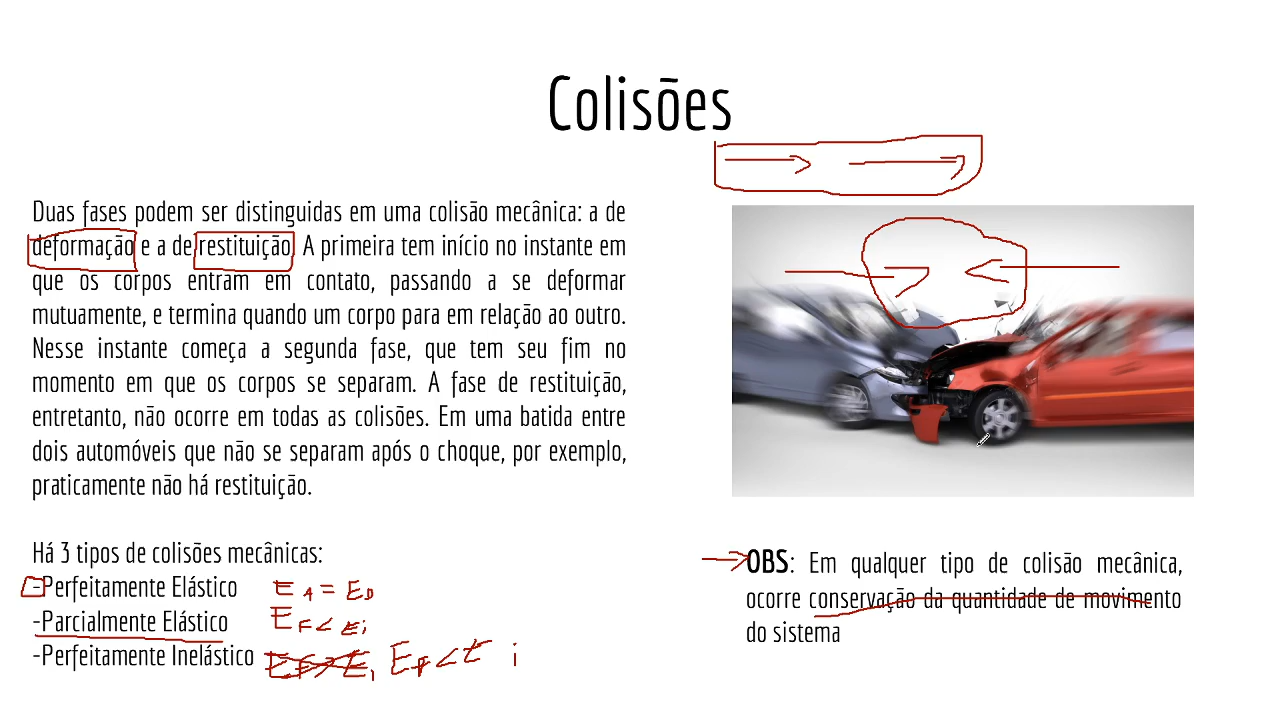 Colisões
Duas fases podem ser distinguidas em uma colisão mecânica: a de
deformação e a de restituição. A primeira tem início no instante em
que os corpos entram em contato, passando a se deformar
mutuamente, e termina quando um corpo para em relação ao outro.
Nesse instante começa a segunda fase, que tem seu fim no
momento em que os corpos se separam. A fase de restituição,
entretanto, não ocorre em todas as colisões. Em uma batida entre
dois automóveis que não se separam após o choque, por exemplo,
praticamente não há restituição.
Há 3 tipos de colisões mecânicas:
-Perfeitamente Elástico E A = E D
-Parcialmente Elástico E F < E i
-Perfeitamente Inelástico E F < E i
OBS: Em qualquer tipo de colisão mecânica,
ocorre conservação da quantidade de movimento
do sistema